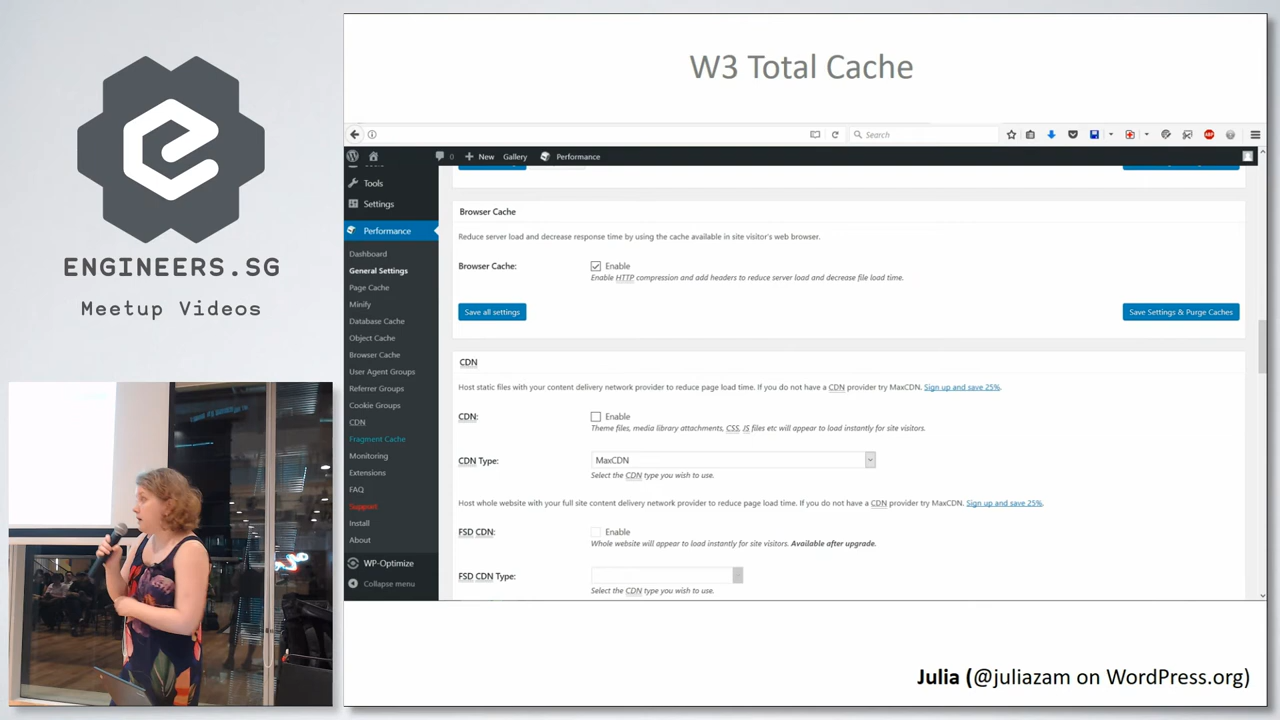 ENGINEERS.SG
Meetup Videos
W3 Total Cache
Search
0 New Gallery Performance
Tools
Settings
Performance
Dashboard
General Settings
Page Cache
Minify
Database Cache
Object Cache
Browser Cache
User Agent Groups
Referrer Groups
Cookie Groups
CDN
Fragment Cache
Monitoring
Extensions
FAQ
Support
Install
About
WP-Optimize
Collapse menu
Browser Cache
Reduce server load and decrease response time by using the cache available in site visitor's web browser.
Browser Cache: Enable
Enable HTTP compression and add headers to reduce server load and decrease file load time.
Save all settings Save Settings & Purge Caches
CDN
Host static files with your content delivery network provider to reduce page load time. If you do not have a CDN provider try MaxCDN. Sign up and save 25%.
CDN: Enable
Theme files, media library attachments, CSS, JS files etc will appear to load instantly for site visitors.
CDN Type: MaxCDN
Select the CDN type you wish to use.
Host whole website with your full site content delivery network provider to reduce page load time. If you do not have a CDN provider try MaxCDN. Sign up and save 25%.
FSD CDN: Enable
Whole website will appear to load instantly for site visitors. Available after upgrade.
FSD CDN Type:
Select the CDN type you wish to use.
Julia (@juliazam on WordPress.org)